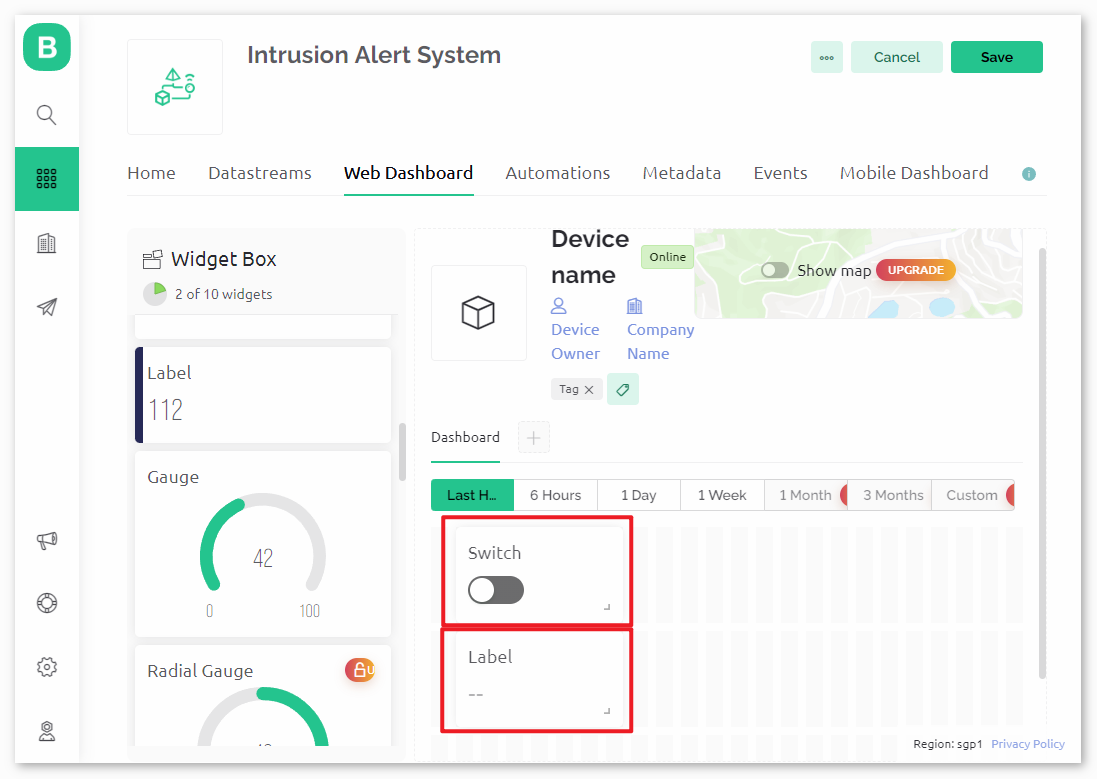 B
Intrusion Alert System
Cancel
Save
Home Datastreams Web Dashboard Automations Metadata Events Mobile Dashboard
i
Widget Box
2 of 10 widgets
Label
112
Gauge
42
0 100
Radial Gauge
U
Device name
Online
Show map UPGRADE
Device Owner
Company Name
Tag
Dashboard
Last H... 6 Hours 1 Day 1 Week 1 Month 3 Months Custom
Switch
Label
--
Region: sgp1 Privacy Policy